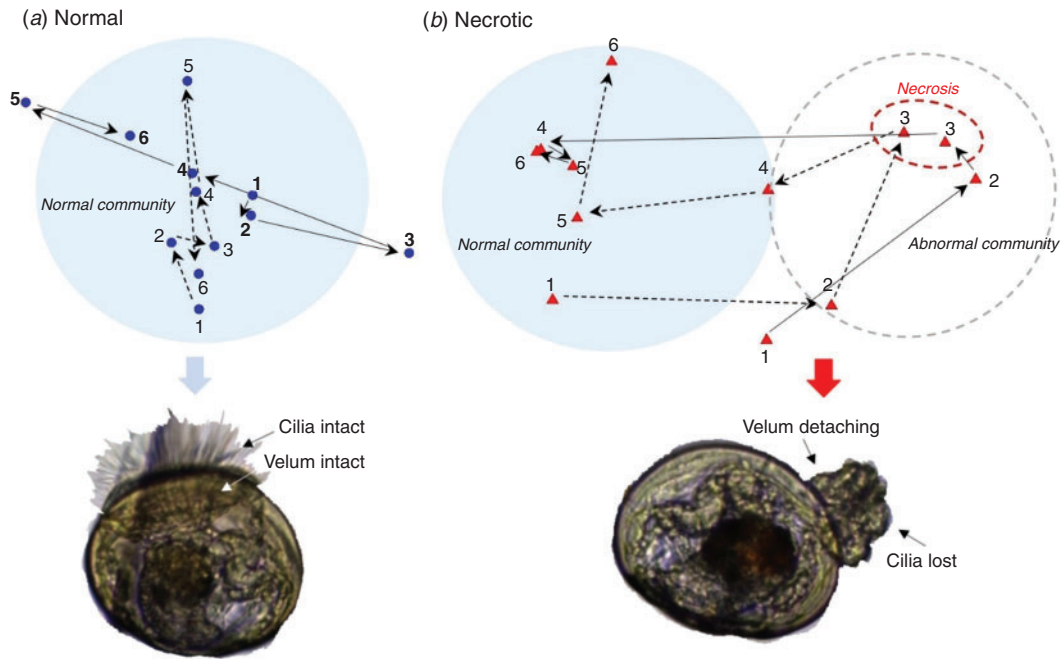 (a) Normal
5
5
6
4
4
1
2
Normal community
2
3
3
6
1
Cilia intact
Velum intact
(b) Necrotic
6
Necrosis
3
3
4
6
5
4
2
5
Normal community
Abnormal community
1
2
1
Velum detaching
Cilia lost